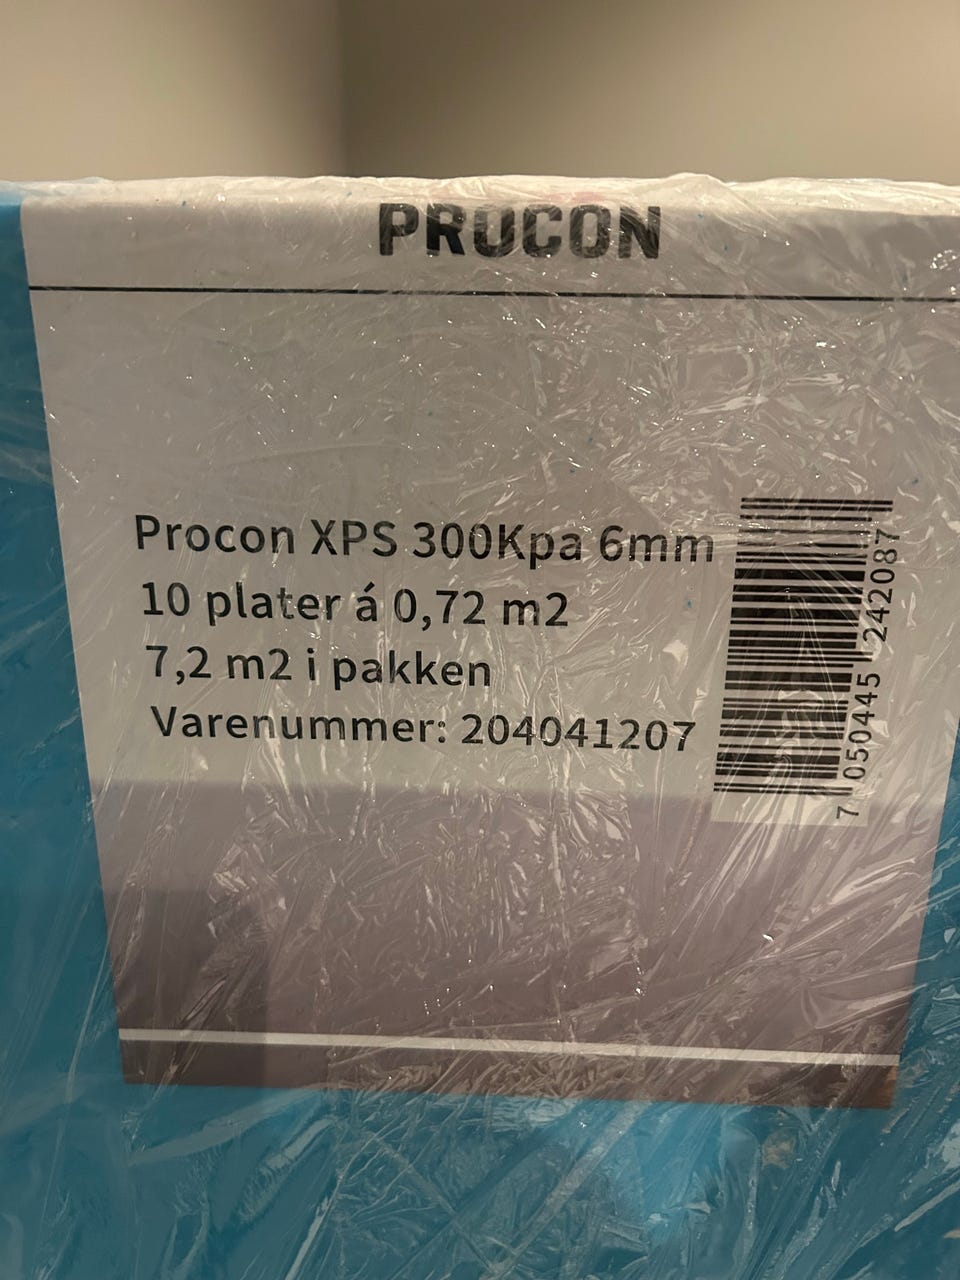 PROCON
Procon XPS 300Kpa 6mm
10 plater á 0,72 m2
7,2 m2 i pakken
Varenummer: 204041207
7 050445 242087